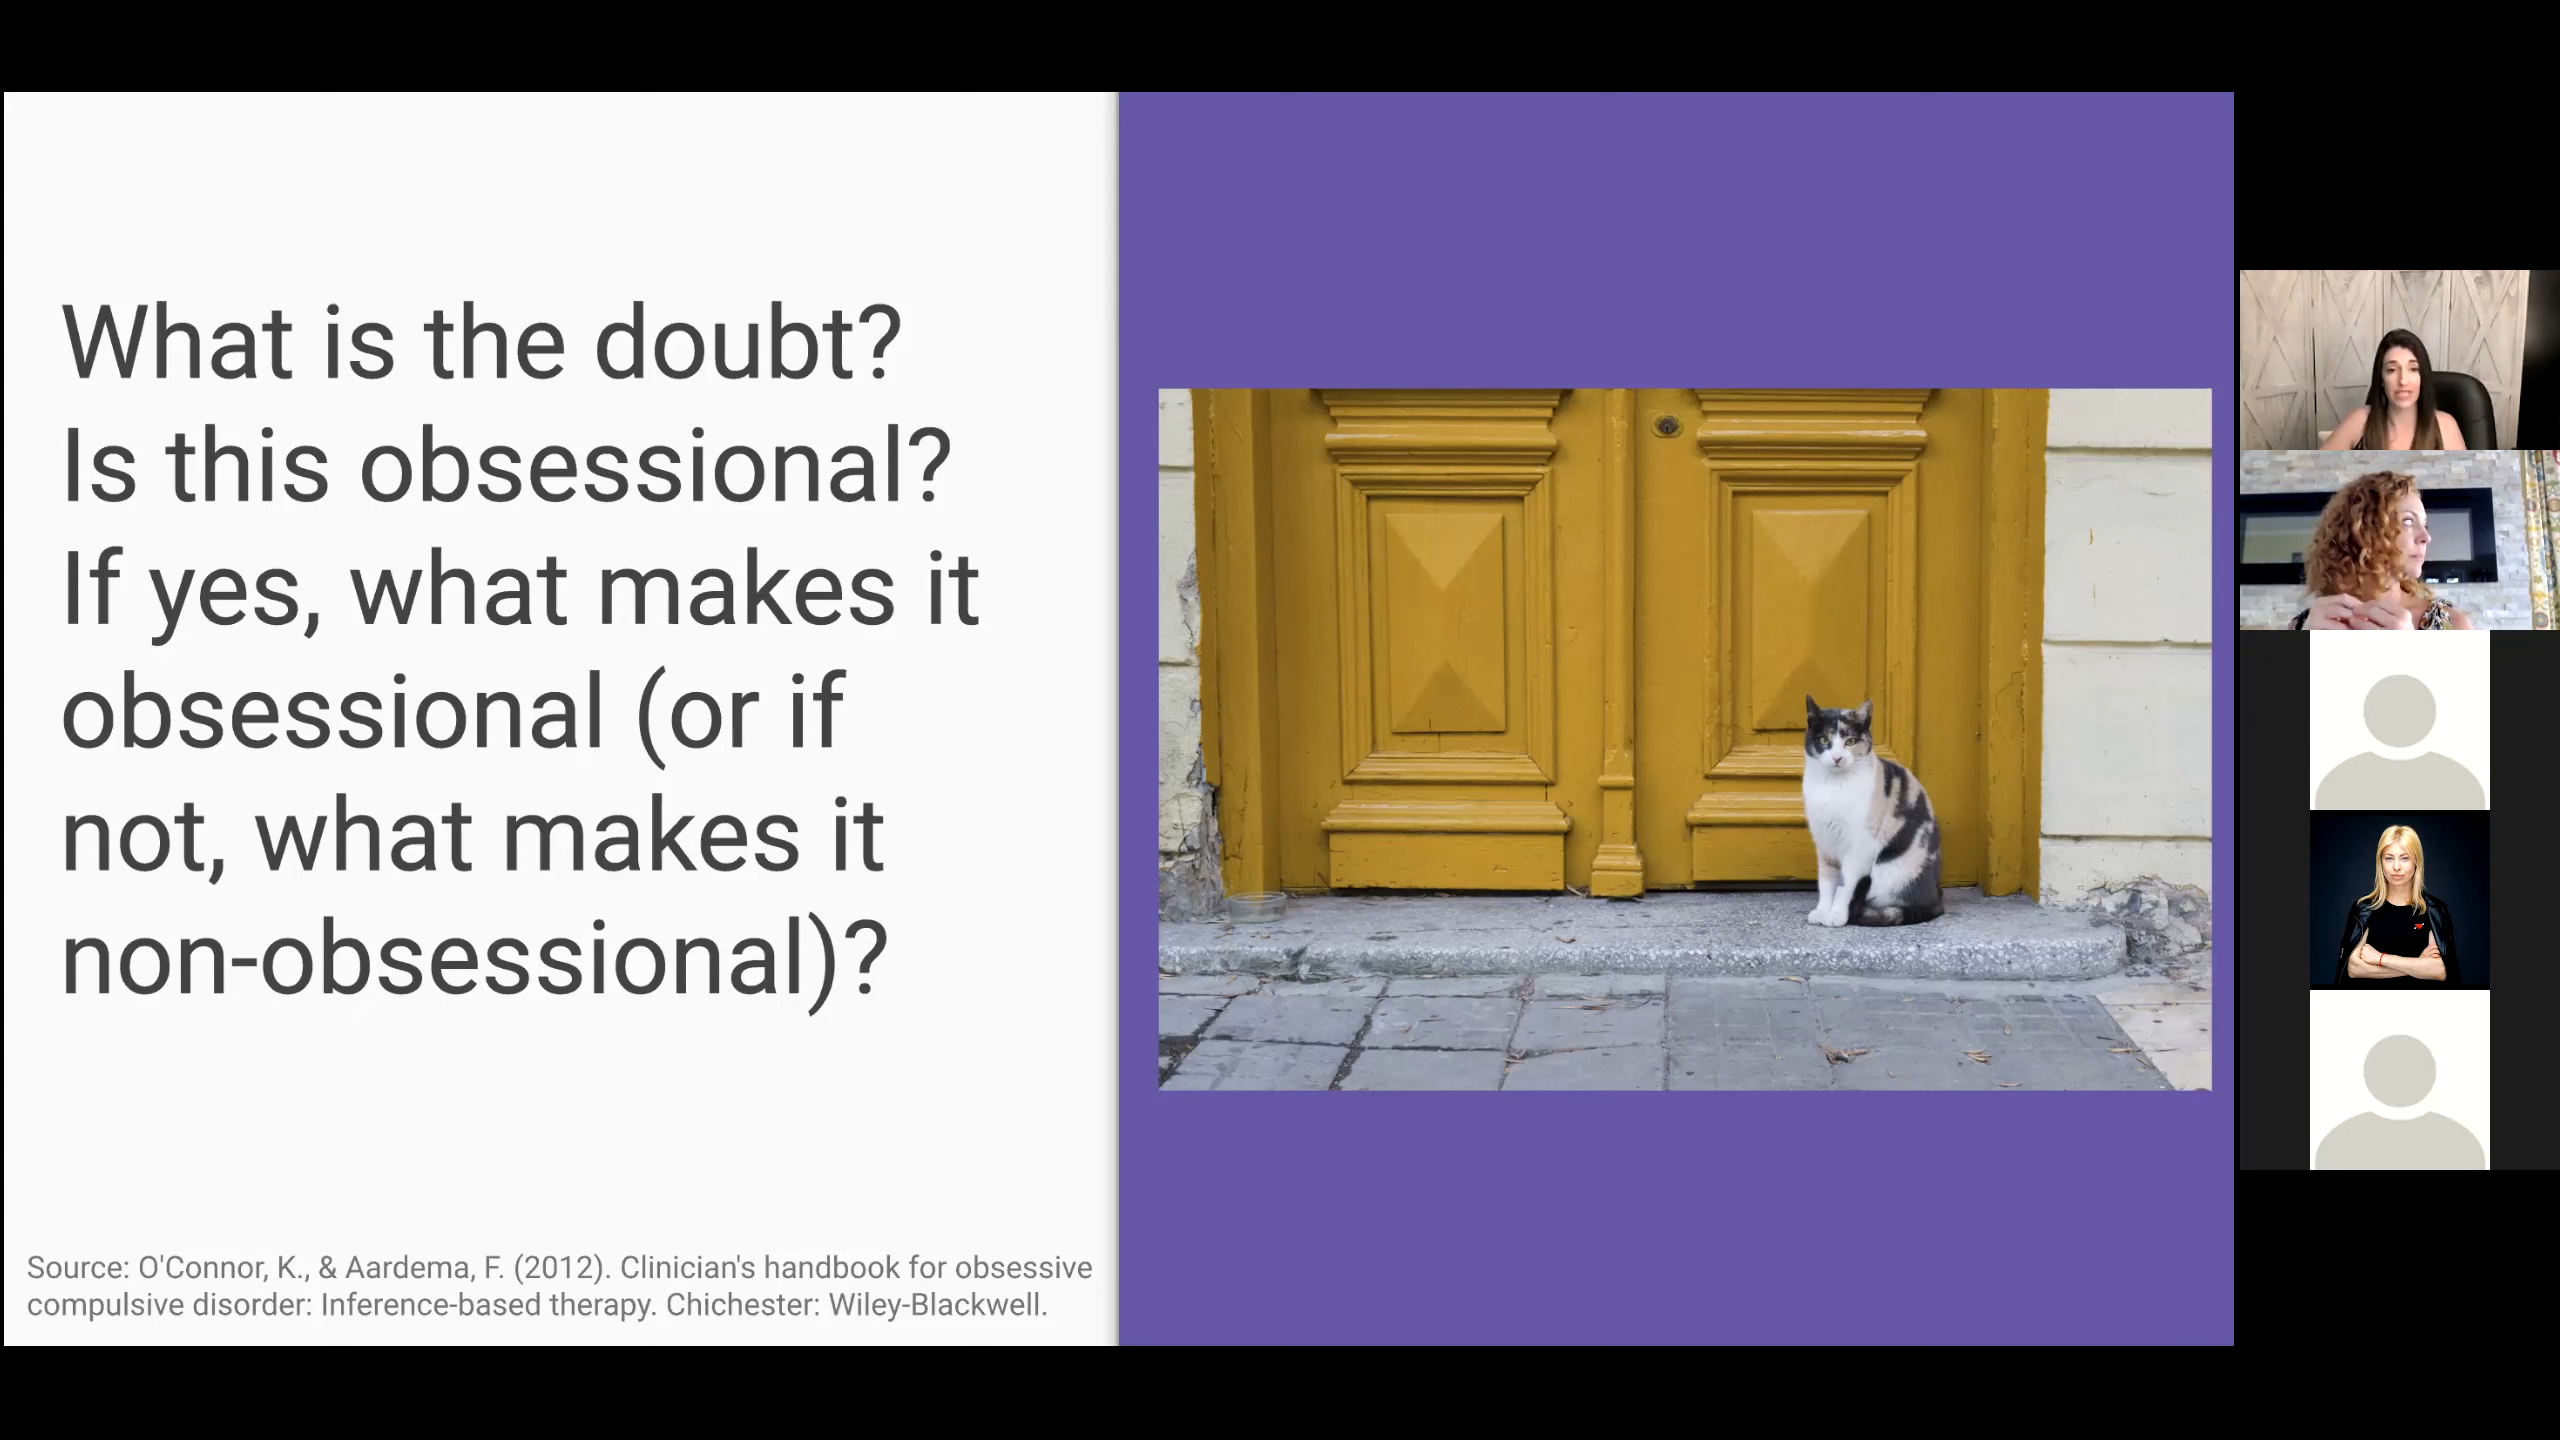 What is the doubt?
Is this obsessional?
If yes, what makes it
obsessional (or if
not, what makes it
non-obsessional)?
Source: O'Connor, K., & Aardema, F. (2012). Clinician's handbook for obsessive
compulsive disorder: Inference-based therapy. Chichester: Wiley-Blackwell.